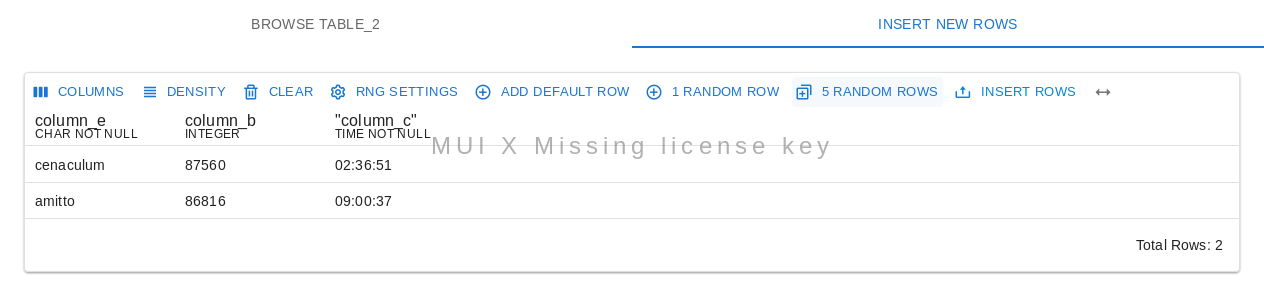 BROWSE TABLE_2 INSERT NEW ROWS
COLUMNS DENSITY CLEAR RNG SETTINGS ADD DEFAULT ROW 1 RANDOM ROW 5 RANDOM ROWS INSERT ROWS
column_e column_b "column_c"
CHAR NOT NULL INTEGER TIME NOT NULL
MUI X Missing license key
cenaculum 87560 02:36:51
amitto 86816 09:00:37
Total Rows: 2